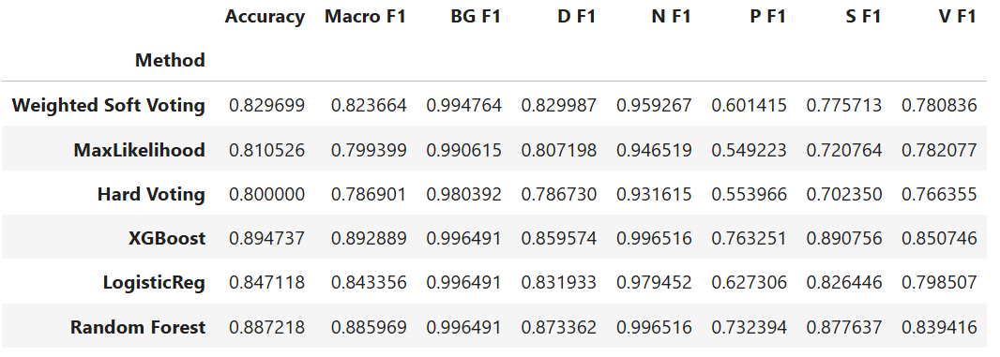 Accuracy Macro F1 BG F1 D F1 N F1 P F1 S F1 V F1
Method
Weighted Soft Voting 0.829699 0.823664 0.994764 0.829987 0.959267 0.601415 0.775713 0.780836
MaxLikelihood 0.810526 0.799399 0.990615 0.807198 0.946519 0.549223 0.720764 0.782077
Hard Voting 0.800000 0.786901 0.980392 0.786730 0.931615 0.553966 0.702350 0.766355
XGBoost 0.894737 0.892889 0.996491 0.859574 0.996516 0.763251 0.890756 0.850746
LogisticReg 0.847118 0.843356 0.996491 0.831933 0.979452 0.627306 0.826446 0.798507
Random Forest 0.887218 0.885969 0.996491 0.873362 0.996516 0.732394 0.877637 0.839416